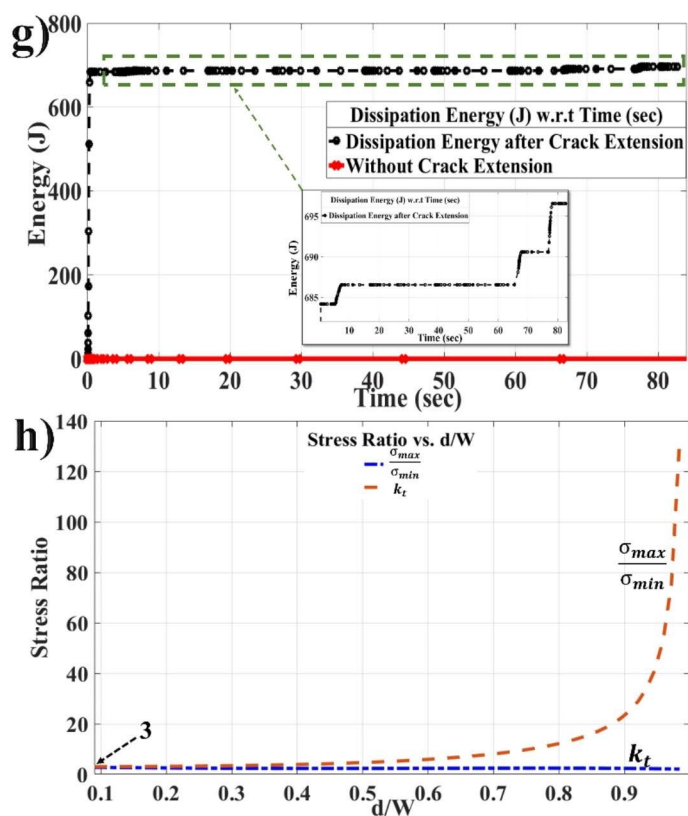 g)
800
600
400
200
0
Energy (J)
Dissipation Energy (J) w.r.t Time (sec)
Dissipation Energy after Crack Extension
Without Crack Extension
Dissipation Energy (J) w.r.t Time (sec)
Dissipation Energy after Crack Extension
695
690
685
Energy (J)
10 20 30 40 50 60 70 80
Time (sec)
0 10 20 30 40 50 60 70 80
Time (sec)
h)
140
120
100
80
60
40
20
0
Stress Ratio
Stress Ratio vs. d/W
σmax
σmin
kt
σmax
σmin
3
kt
0.1 0.2 0.3 0.4 0.5 0.6 0.7 0.8 0.9
d/W